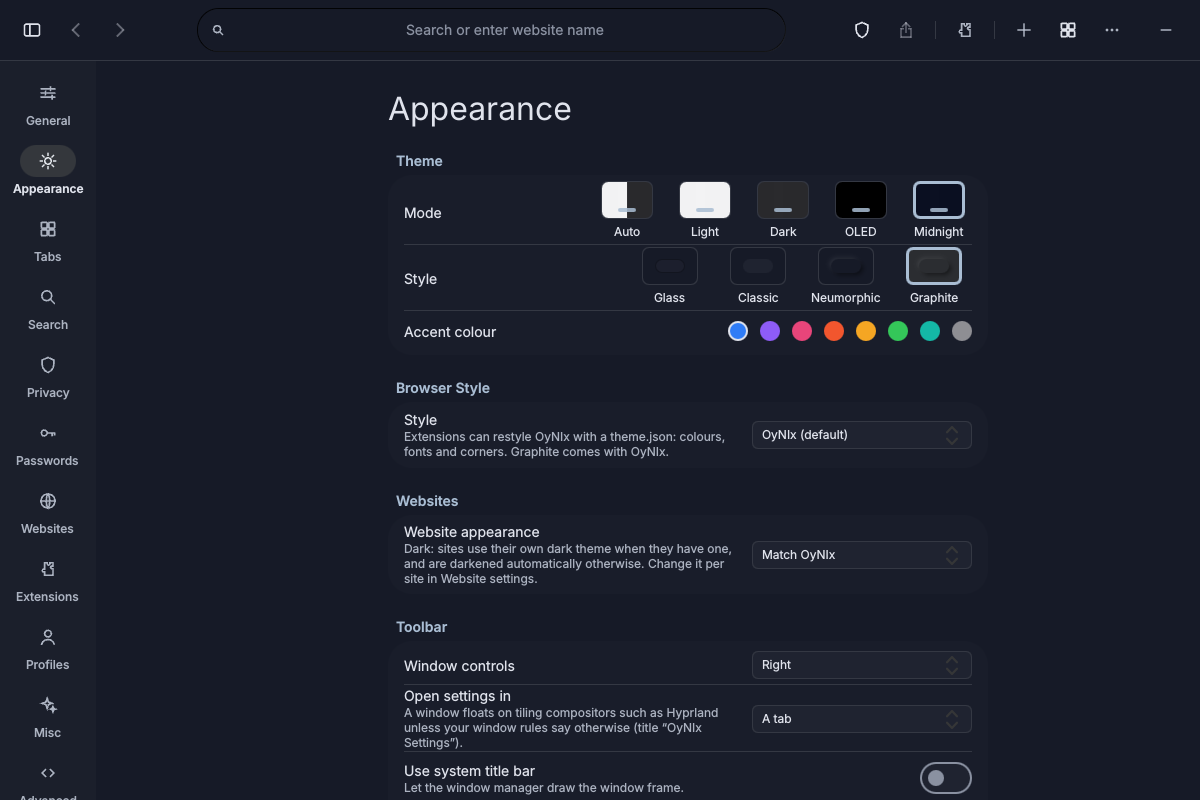 Search or enter website name
General
Appearance
Tabs
Search
Privacy
Passwords
Websites
Extensions
Profiles
Misc
Advanced
Appearance
Theme
Mode
Auto
Light
Dark
OLED
Midnight
Style
Glass
Classic
Neumorphic
Graphite
Accent colour
Browser Style
Style
Extensions can restyle OyNIx with a theme.json: colours,
fonts and corners. Graphite comes with OyNIx.
OyNIx (default)
Websites
Website appearance
Dark: sites use their own dark theme when they have one,
and are darkened automatically otherwise. Change it per
site in Website settings.
Match OyNIx
Toolbar
Window controls
Right
Open settings in
A window floats on tiling compositors such as Hyprland
unless your window rules say otherwise (title “OyNIx
Settings”).
A tab
Use system title bar
Let the window manager draw the window frame.